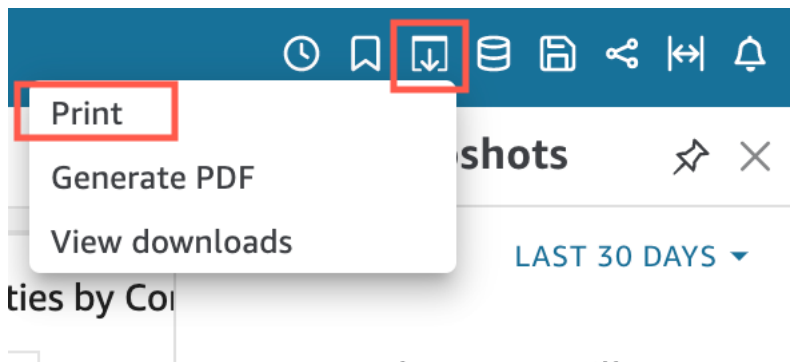 Print
shots
Generate PDF
View downloads
LAST 30 DAYS
ties by Co